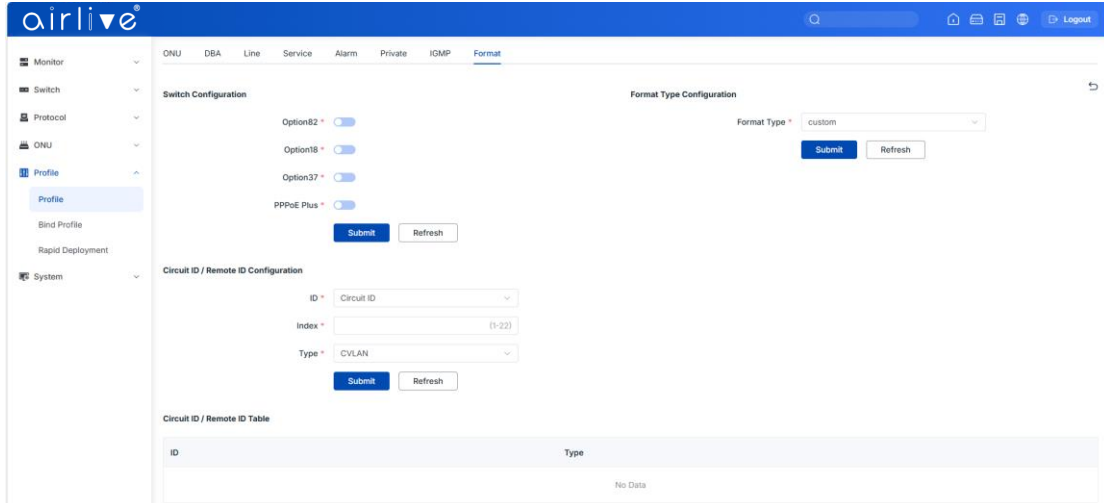 airlive®
Logout
Monitor
Switch
Protocol
ONU
Profile
Profile
Bind Profile
Rapid Deployment
System
ONU DBA Line Service Alarm Private IGMP Format
Switch Configuration
Option82 *
Option18 *
Option37 *
PPPoE Plus *
Submit Refresh
Format Type Configuration
Format Type * custom
Submit Refresh
Circuit ID / Remote ID Configuration
ID * Circuit ID
Index * (1-22)
Type * CVLAN
Submit Refresh
Circuit ID / Remote ID Table
ID Type
No Data